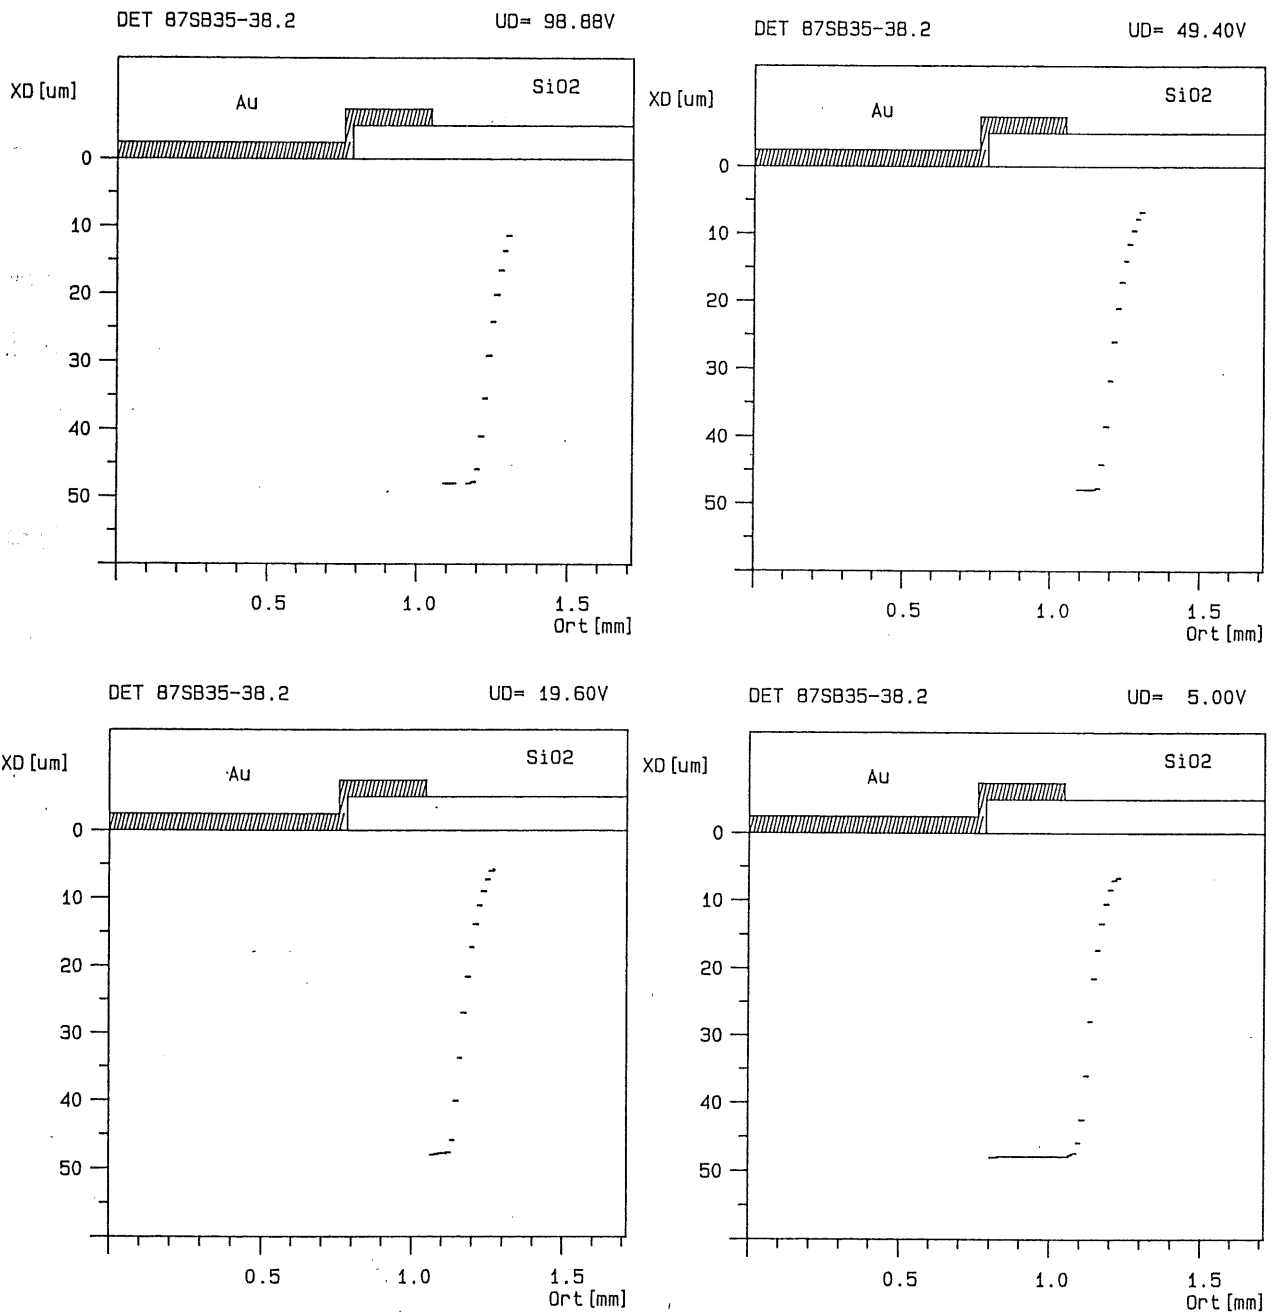 DET 87SB35-38.2 UD= 98.88V
XD [um]
Au
SiO2
0
10
20
30
40
50
0.5 1.0 1.5
Ort [mm]
DET 87SB35-38.2 UD= 49.40V
XD [um]
Au
SiO2
0
10
20
30
40
50
0.5 1.0 1.5
Ort [mm]
DET 87SB35-38.2 UD= 19.60V
XD [um]
Au
SiO2
0
10
20
30
40
50
0.5 1.0 1.5
Ort [mm]
DET 87SB35-38.2 UD= 5.00V
XD [um]
Au
SiO2
0
10
20
30
40
50
0.5 1.0 1.5
Ort [mm]